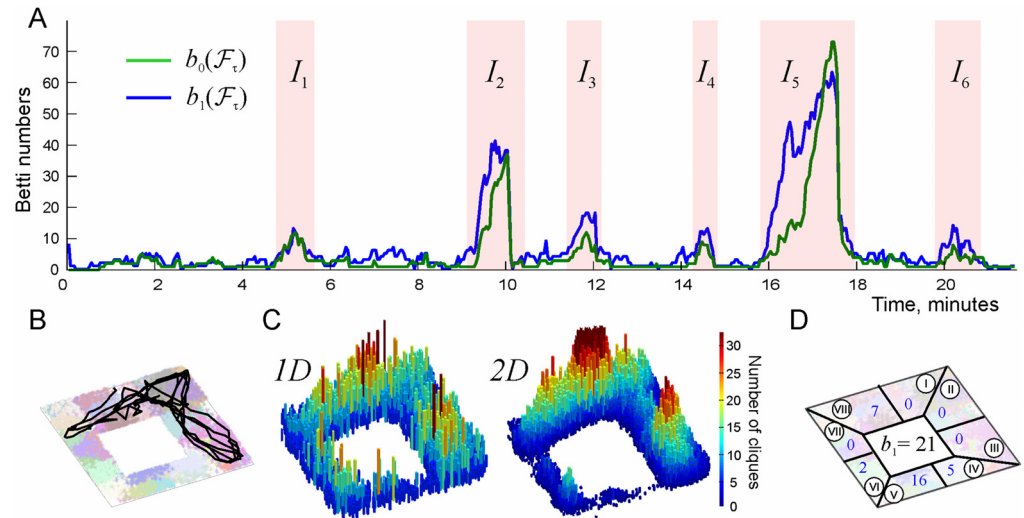 A
Betti numbers
70
60
50
40
30
20
10
0
b₀(𝓕τ)
b₁(𝓕τ)
I₁
I₂
I₃
I₄
I₅
I₆
0 2 4 6 8 10 12 14 16 18 20
Time, minutes
B
C
1D
2D
30
25
20
15
10
5
0
Number of cliques
D
I
II
VIII
7
0
0
VII
0
b₁= 21
0
III
2
5
IV
16
VI
V